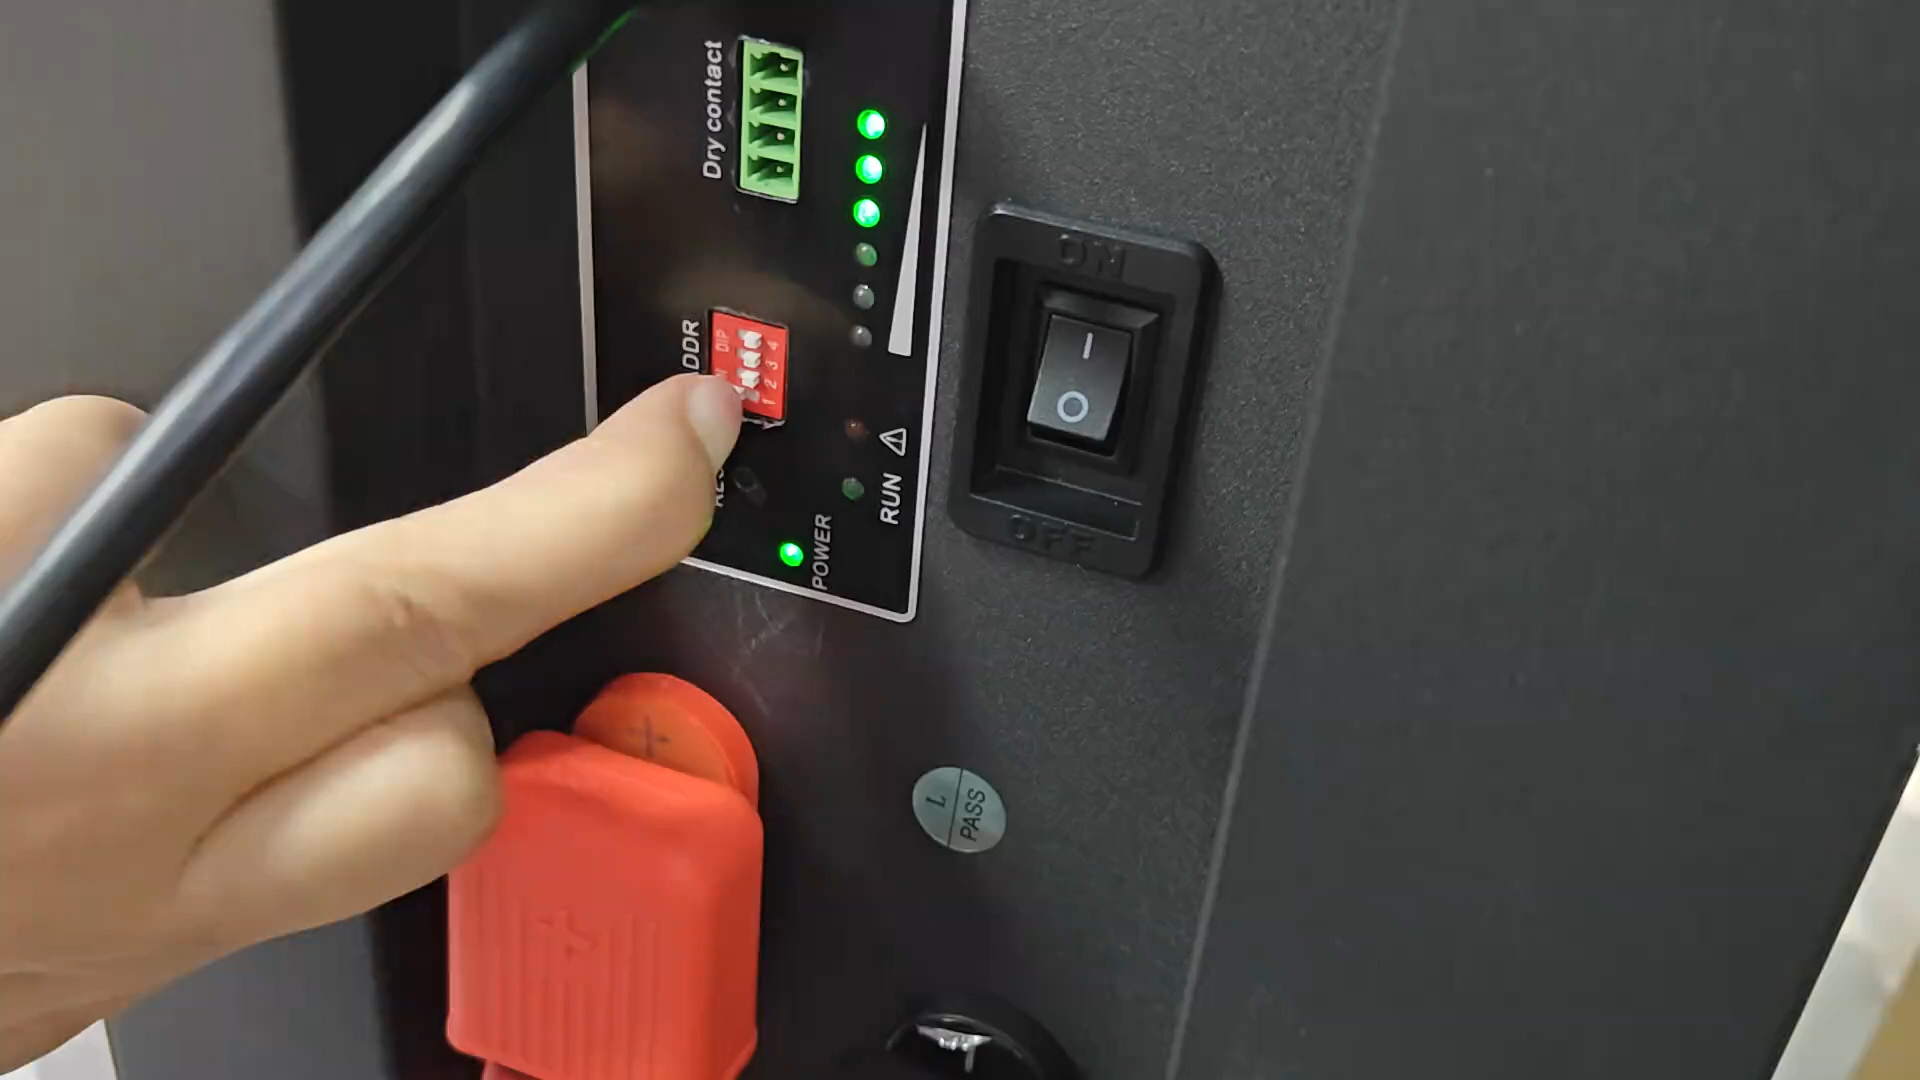 Dry contact
DDR
DIP
1 2 3 4
RUN
POWER
ON
OFF
L
PASS